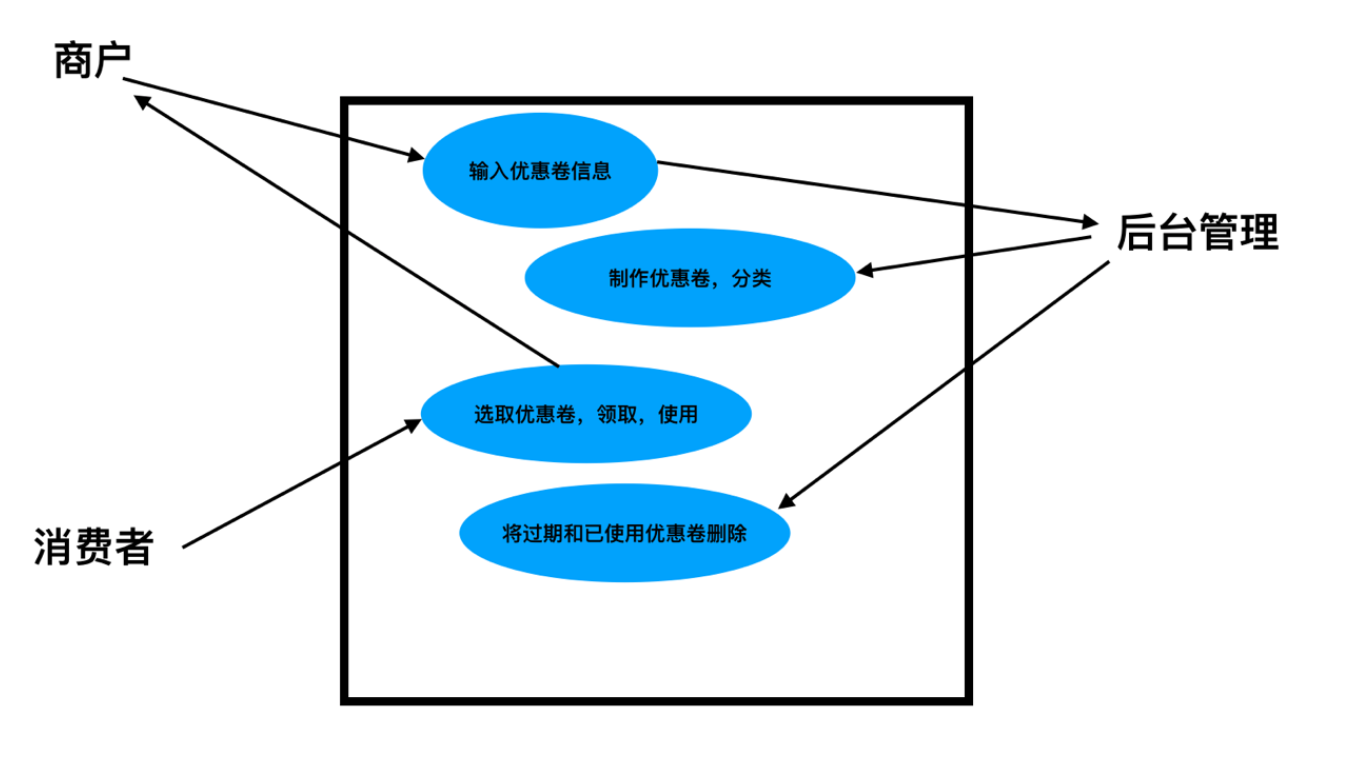 商户
输入优惠卷信息
后台管理
制作优惠卷，分类
选取优惠卷，领取，使用
将过期和已使用优惠卷删除
消费者